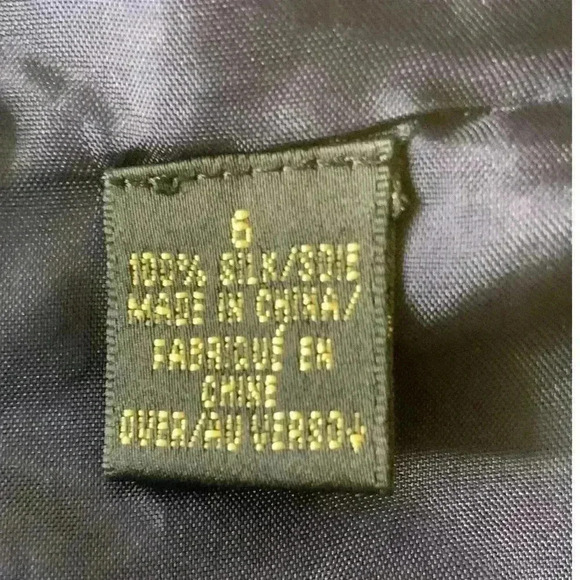 6
100% SILK/SOIE
MADE IN CHINA/
FABRIQUÉ EN
CHINE
OVER/AU VERSO↓